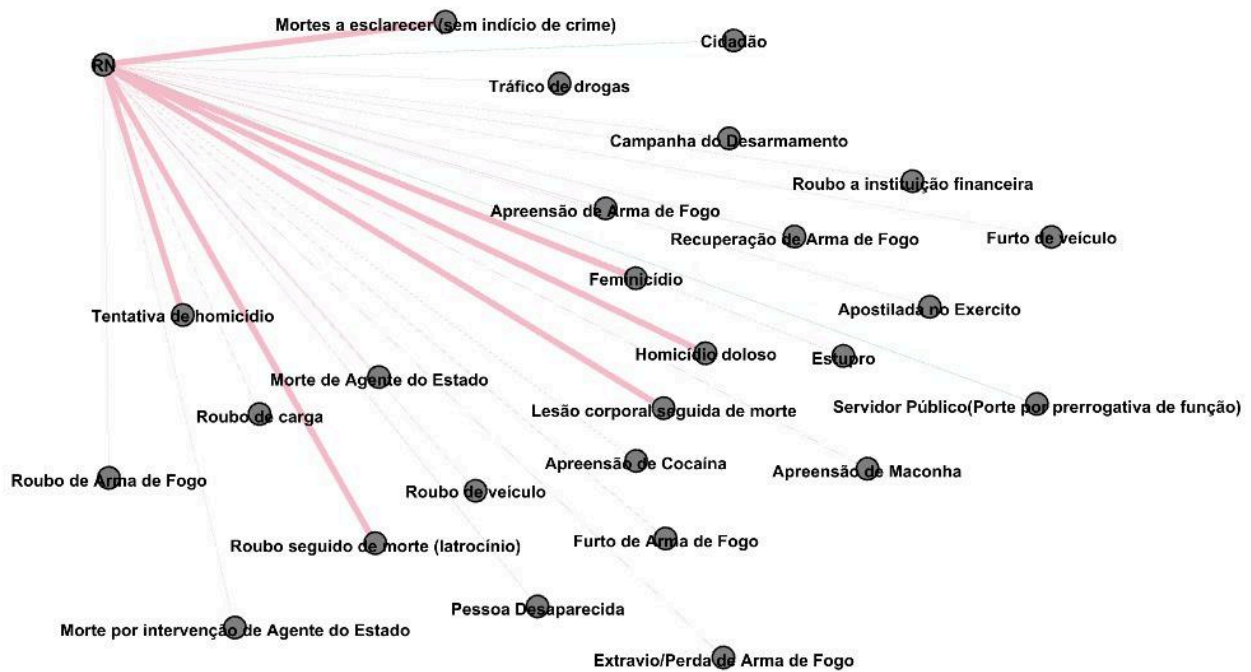 Mortes a esclarecer (sem indício de crime)
Cidadão
RN
Tráfico de drogas
Campanha do Desarmamento
Roubo a instituição financeira
Apreensão de Arma de Fogo
Recuperação de Arma de Fogo
Furto de veículo
Feminicídio
Apostilada no Exercito
Tentativa de homicídio
Homicídio doloso
Estupro
Morte de Agente do Estado
Lesão corporal seguida de morte
Servidor Público(Porte por prerrogativa de função)
Roubo de carga
Apreensão de Cocaína
Apreensão de Maconha
Roubo de Arma de Fogo
Roubo de veículo
Roubo seguido de morte (latrocínio)
Furto de Arma de Fogo
Pessoa Desaparecida
Morte por intervenção de Agente do Estado
Extravio/Perda de Arma de Fogo